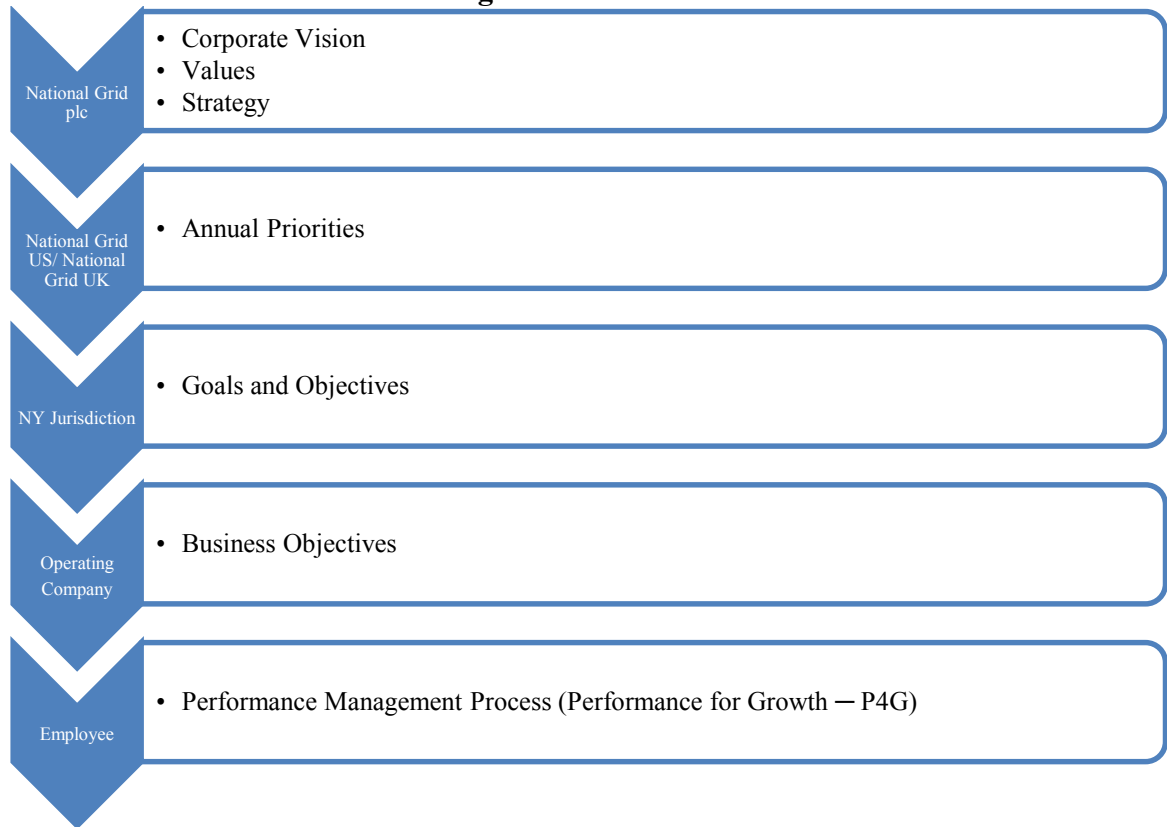 National Grid
plc
• Corporate Vision
• Values
• Strategy
National Grid
US/ National
Grid UK
• Annual Priorities
NY Jurisdiction
• Goals and Objectives
Operating
Company
• Business Objectives
Employee
• Performance Management Process (Performance for Growth — P4G)